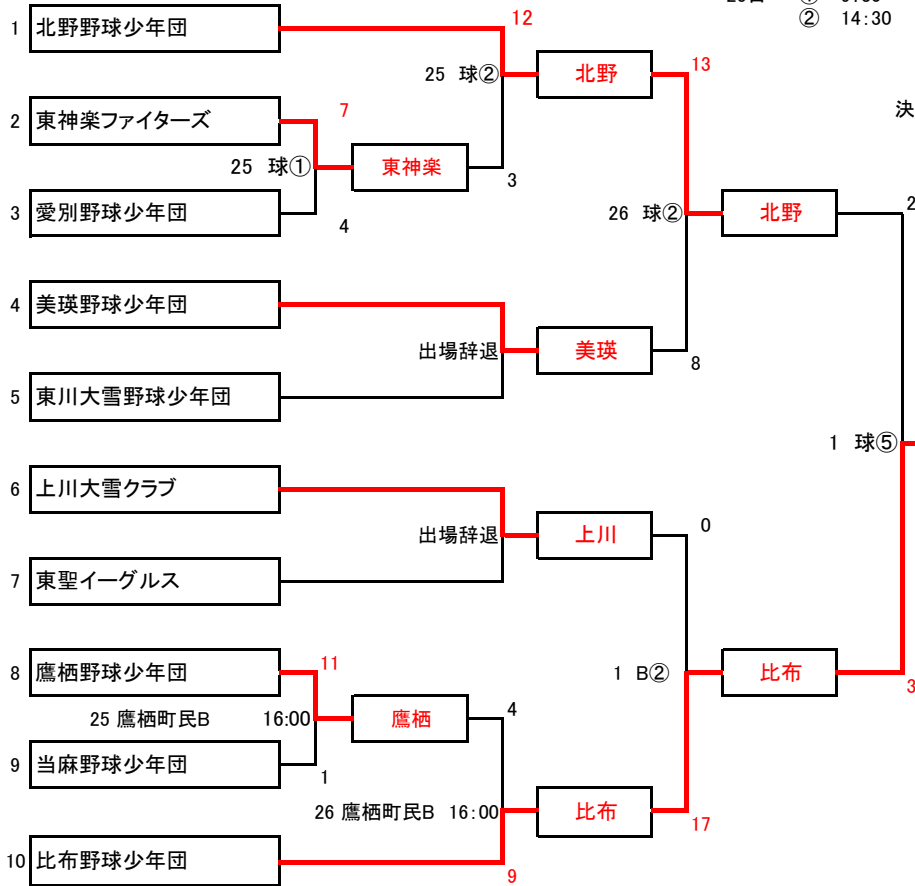 ② 14:30
1 北野野球少年団
12
25 球②
北野
13
2 東神楽ファイターズ
7
決
25 球①
東神楽
3
3 愛別野球少年団
4
26 球②
北野
2
4 美瑛野球少年団
出場辞退
美瑛
8
5 東川大雪野球少年団
1 球⑤
6 上川大雪クラブ
出場辞退
上川
0
7 東聖イーグルス
8 鷹栖野球少年団
11
1 B②
比布
3
25 鷹栖町民B 16:00
鷹栖
4
9 当麻野球少年団
1
26 鷹栖町民B 16:00
比布
17
10 比布野球少年団
9